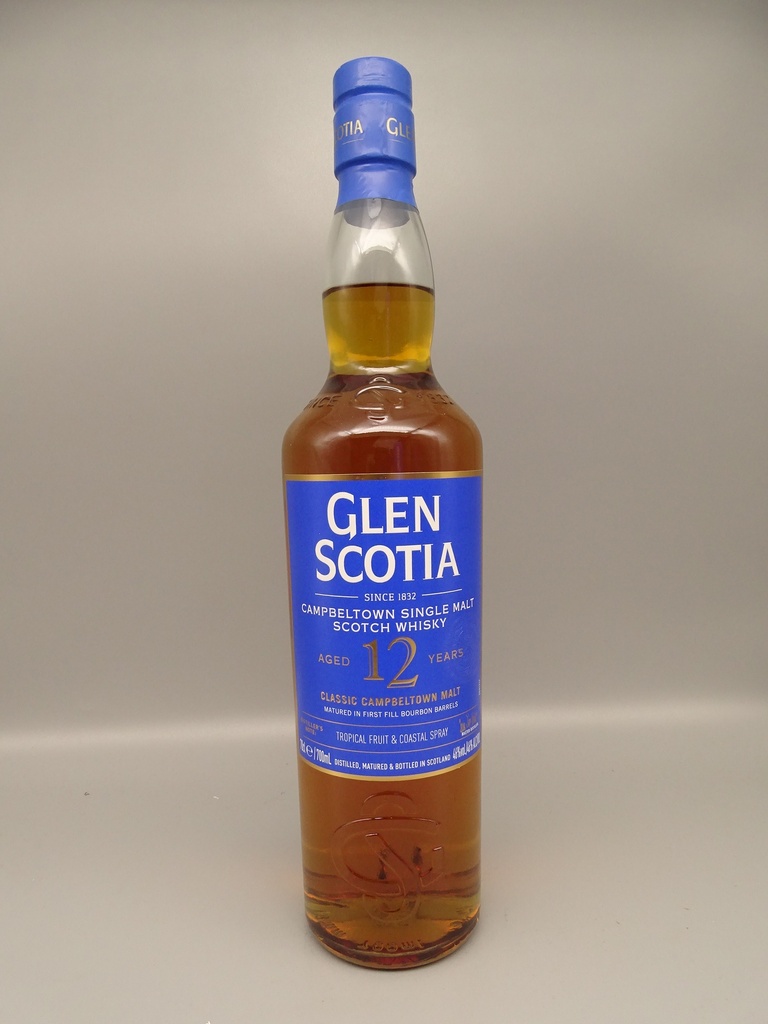 OTIA GLE
GLEN
SCOTIA
SINCE 1832
CAMPBELTOWN SINGLE MALT
SCOTCH WHISKY
AGED 12 YEARS
CLASSIC CAMPBELTOWN MALT
MATURED IN FIRST FILL BOURBON BARRELS
TROPICAL FRUIT & COASTAL SPRAY
70cl ℮ | 700mL DISTILLED, MATURED & BOTTLED IN SCOTLAND